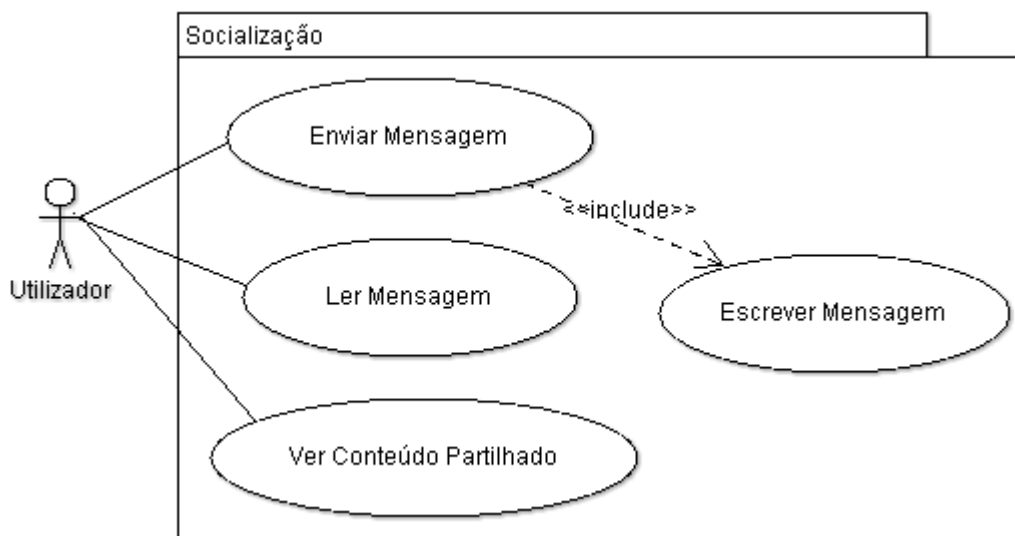 Socialização
Enviar Mensagem
<<include>>
Utilizador
Ler Mensagem
Escrever Mensagem
Ver Conteúdo Partilhado